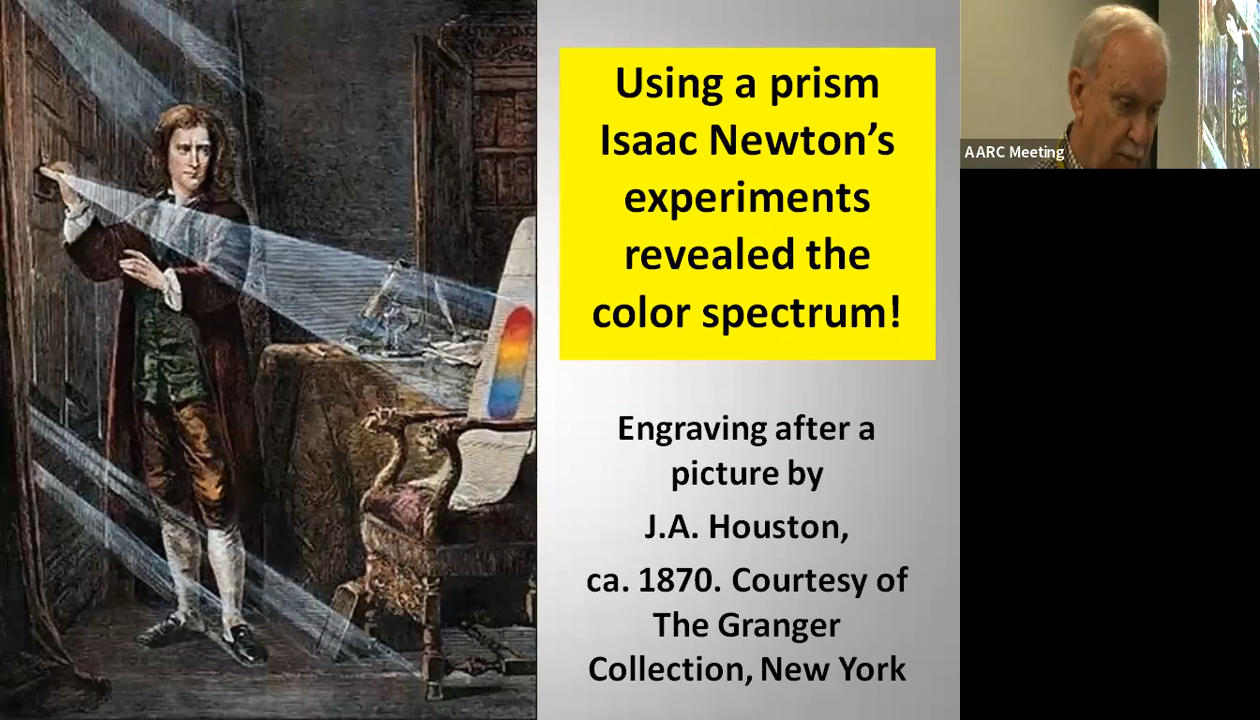 Using a prism
Isaac Newton’s
experiments
revealed the
color spectrum!
Engraving after a
picture by
J.A. Houston,
ca. 1870. Courtesy of
The Granger
Collection, New York
AARC Meeting